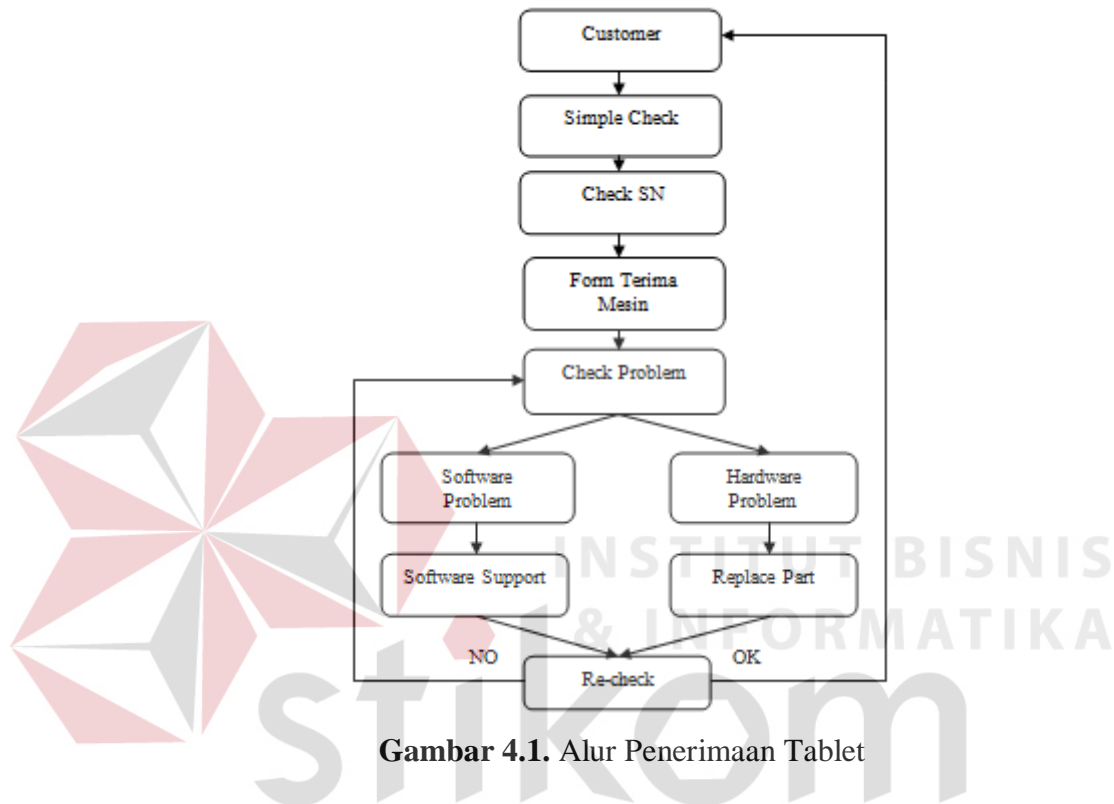 Customer
Simple Check
Check SN
Form Terima
Mesin
Check Problem
Software
Problem
Hardware
Problem
Software Support
Replace Part
NO
OK
Re-check
INSTITUT BISNIS
& INFORMATIKA
stikom
Gambar 4.1. Alur Penerimaan Tablet